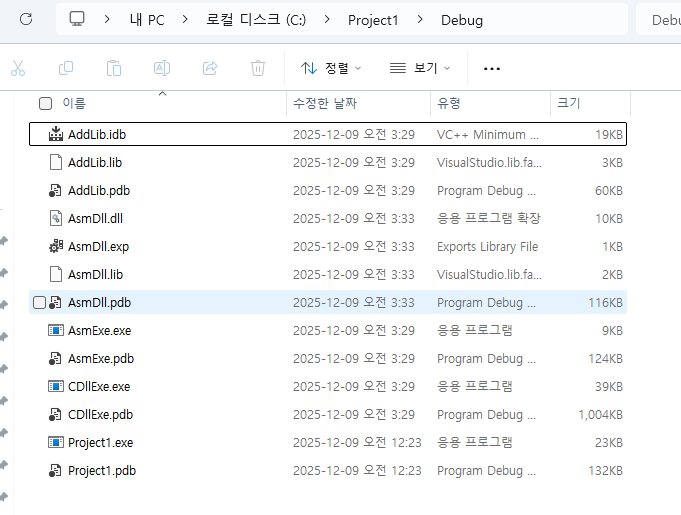 내 PC > 로컬 디스크 (C:) > Project1 > Debug > Debu
정렬 보기 ...
이름 수정한 날짜 유형 크기
AddLib.idb 2025-12-09 오전 3:29 VC++ Minimum ... 19KB
AddLib.lib 2025-12-09 오전 3:29 VisualStudio.lib.fa... 3KB
AddLib.pdb 2025-12-09 오전 3:29 Program Debug ... 60KB
AsmDll.dll 2025-12-09 오전 3:33 응용 프로그램 확장 10KB
AsmDll.exp 2025-12-09 오전 3:33 Exports Library File 1KB
AsmDll.lib 2025-12-09 오전 3:33 VisualStudio.lib.fa... 2KB
AsmDll.pdb 2025-12-09 오전 3:33 Program Debug ... 116KB
AsmExe.exe 2025-12-09 오전 3:29 응용 프로그램 9KB
AsmExe.pdb 2025-12-09 오전 3:29 Program Debug ... 124KB
CDllExe.exe 2025-12-09 오전 3:29 응용 프로그램 39KB
CDllExe.pdb 2025-12-09 오전 3:29 Program Debug ... 1,004KB
Project1.exe 2025-12-09 오전 12:23 응용 프로그램 23KB
Project1.pdb 2025-12-09 오전 12:23 Program Debug ... 132KB